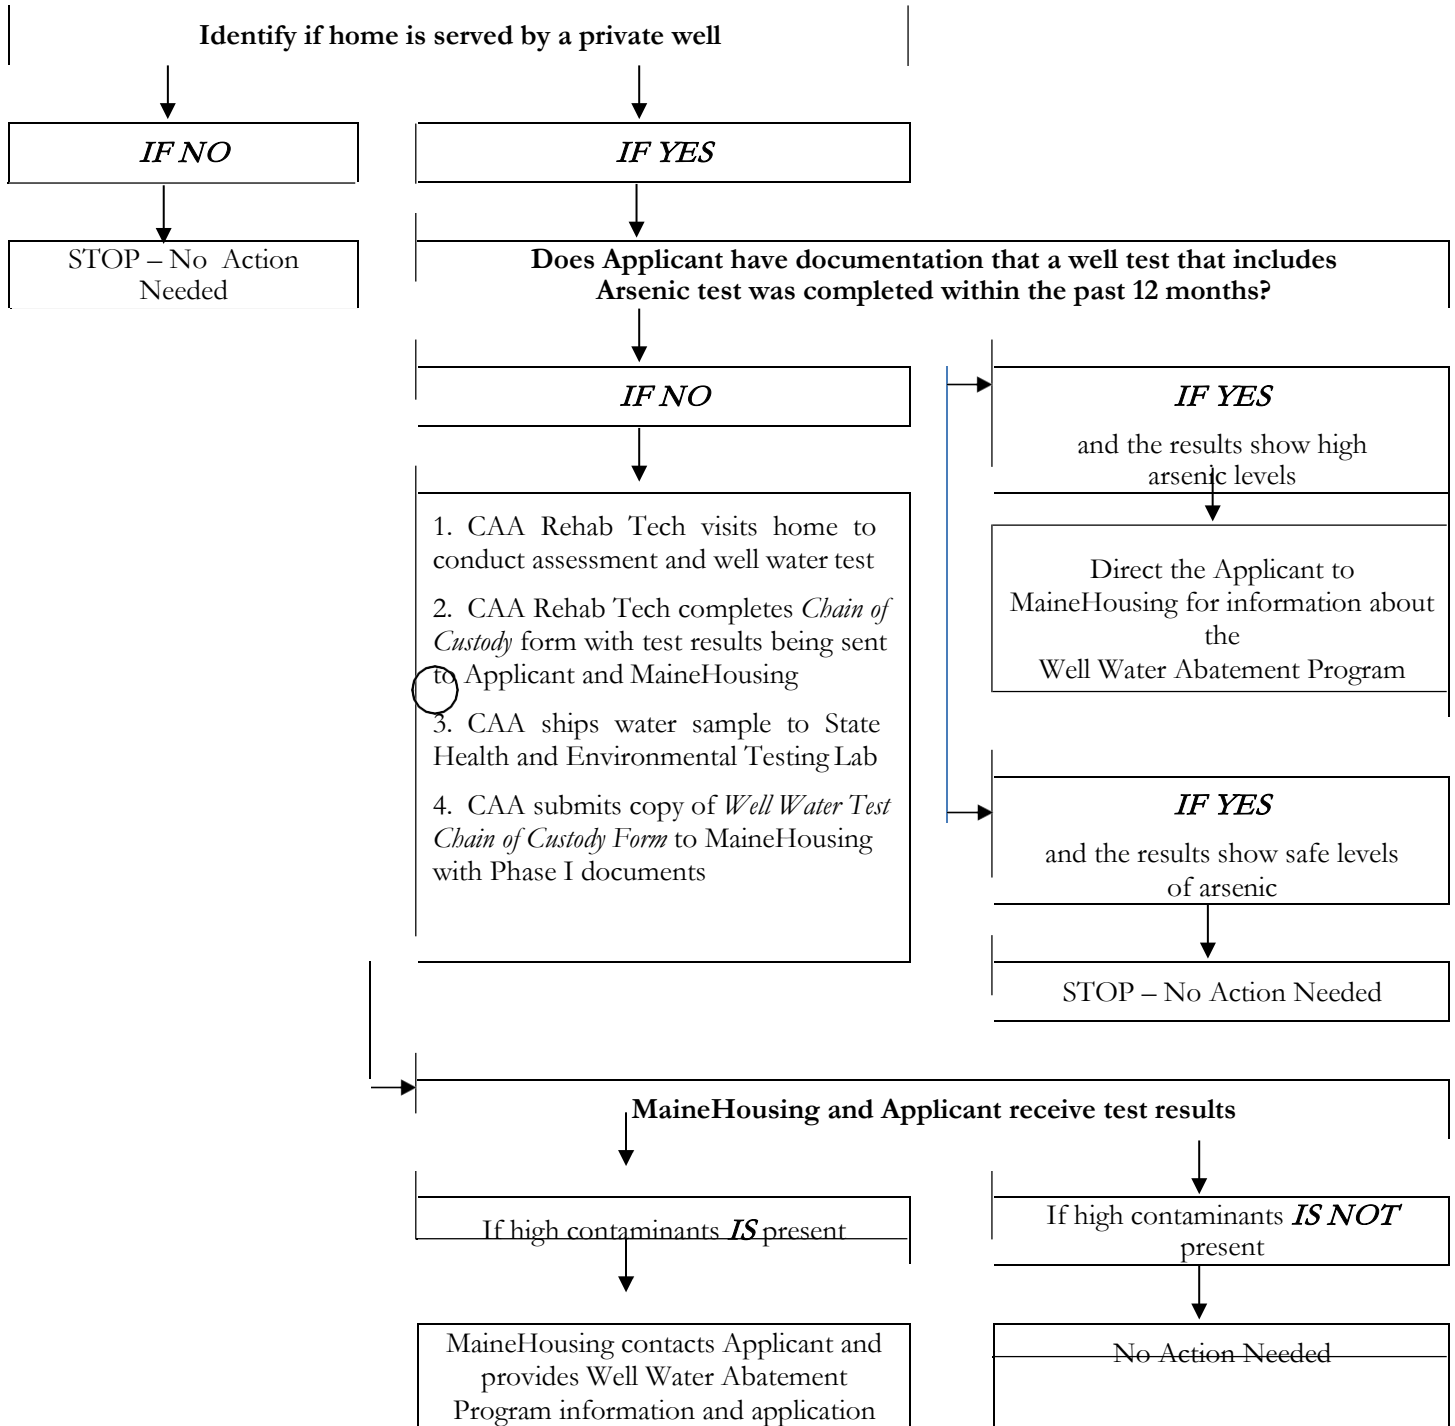 Identify if home is served by a private well
IF NO
IF YES
STOP – No Action
Needed
Does Applicant have documentation that a well test that includes
Arsenic test was completed within the past 12 months?
IF NO
1. CAA Rehab Tech visits home to
conduct assessment and well water test
2. CAA Rehab Tech completes Chain of
Custody form with test results being sent
to Applicant and MaineHousing
3. CAA ships water sample to State
Health and Environmental Testing Lab
4. CAA submits copy of Well Water Test
Chain of Custody Form to MaineHousing
with Phase I documents
IF YES
and the results show high
arsenic levels
Direct the Applicant to
MaineHousing for information about
the
Well Water Abatement Program
IF YES
and the results show safe levels
of arsenic
STOP – No Action Needed
MaineHousing and Applicant receive test results
If high contaminants IS present
If high contaminants IS NOT
present
MaineHousing contacts Applicant and
provides Well Water Abatement
Program information and application
No Action Needed